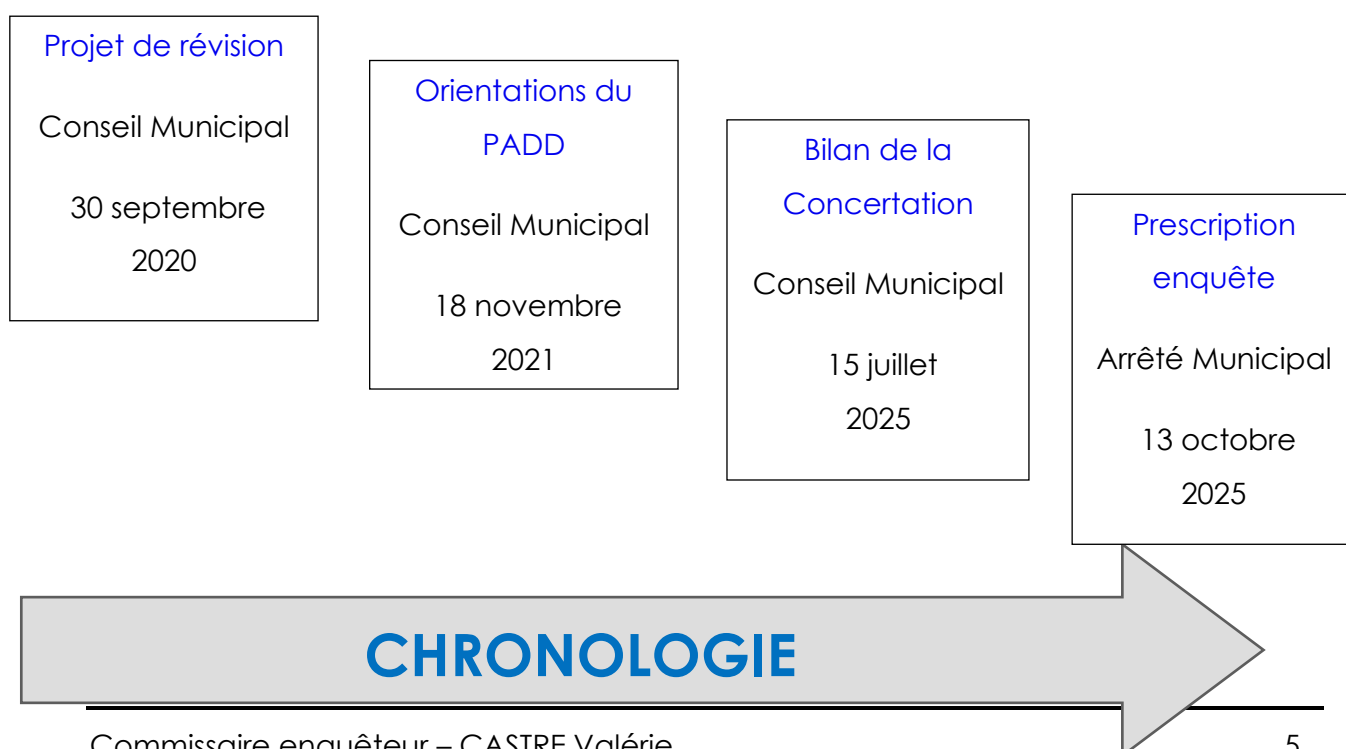 Projet de révision
Conseil Municipal
30 septembre
2020
Orientations du
PADD
Conseil Municipal
18 novembre
2021
Bilan de la
Concertation
Conseil Municipal
15 juillet
2025
Prescription
enquête
Arrêté Municipal
13 octobre
2025
CHRONOLOGIE
Commissaire enquêteur – CASTRE Valérie
5